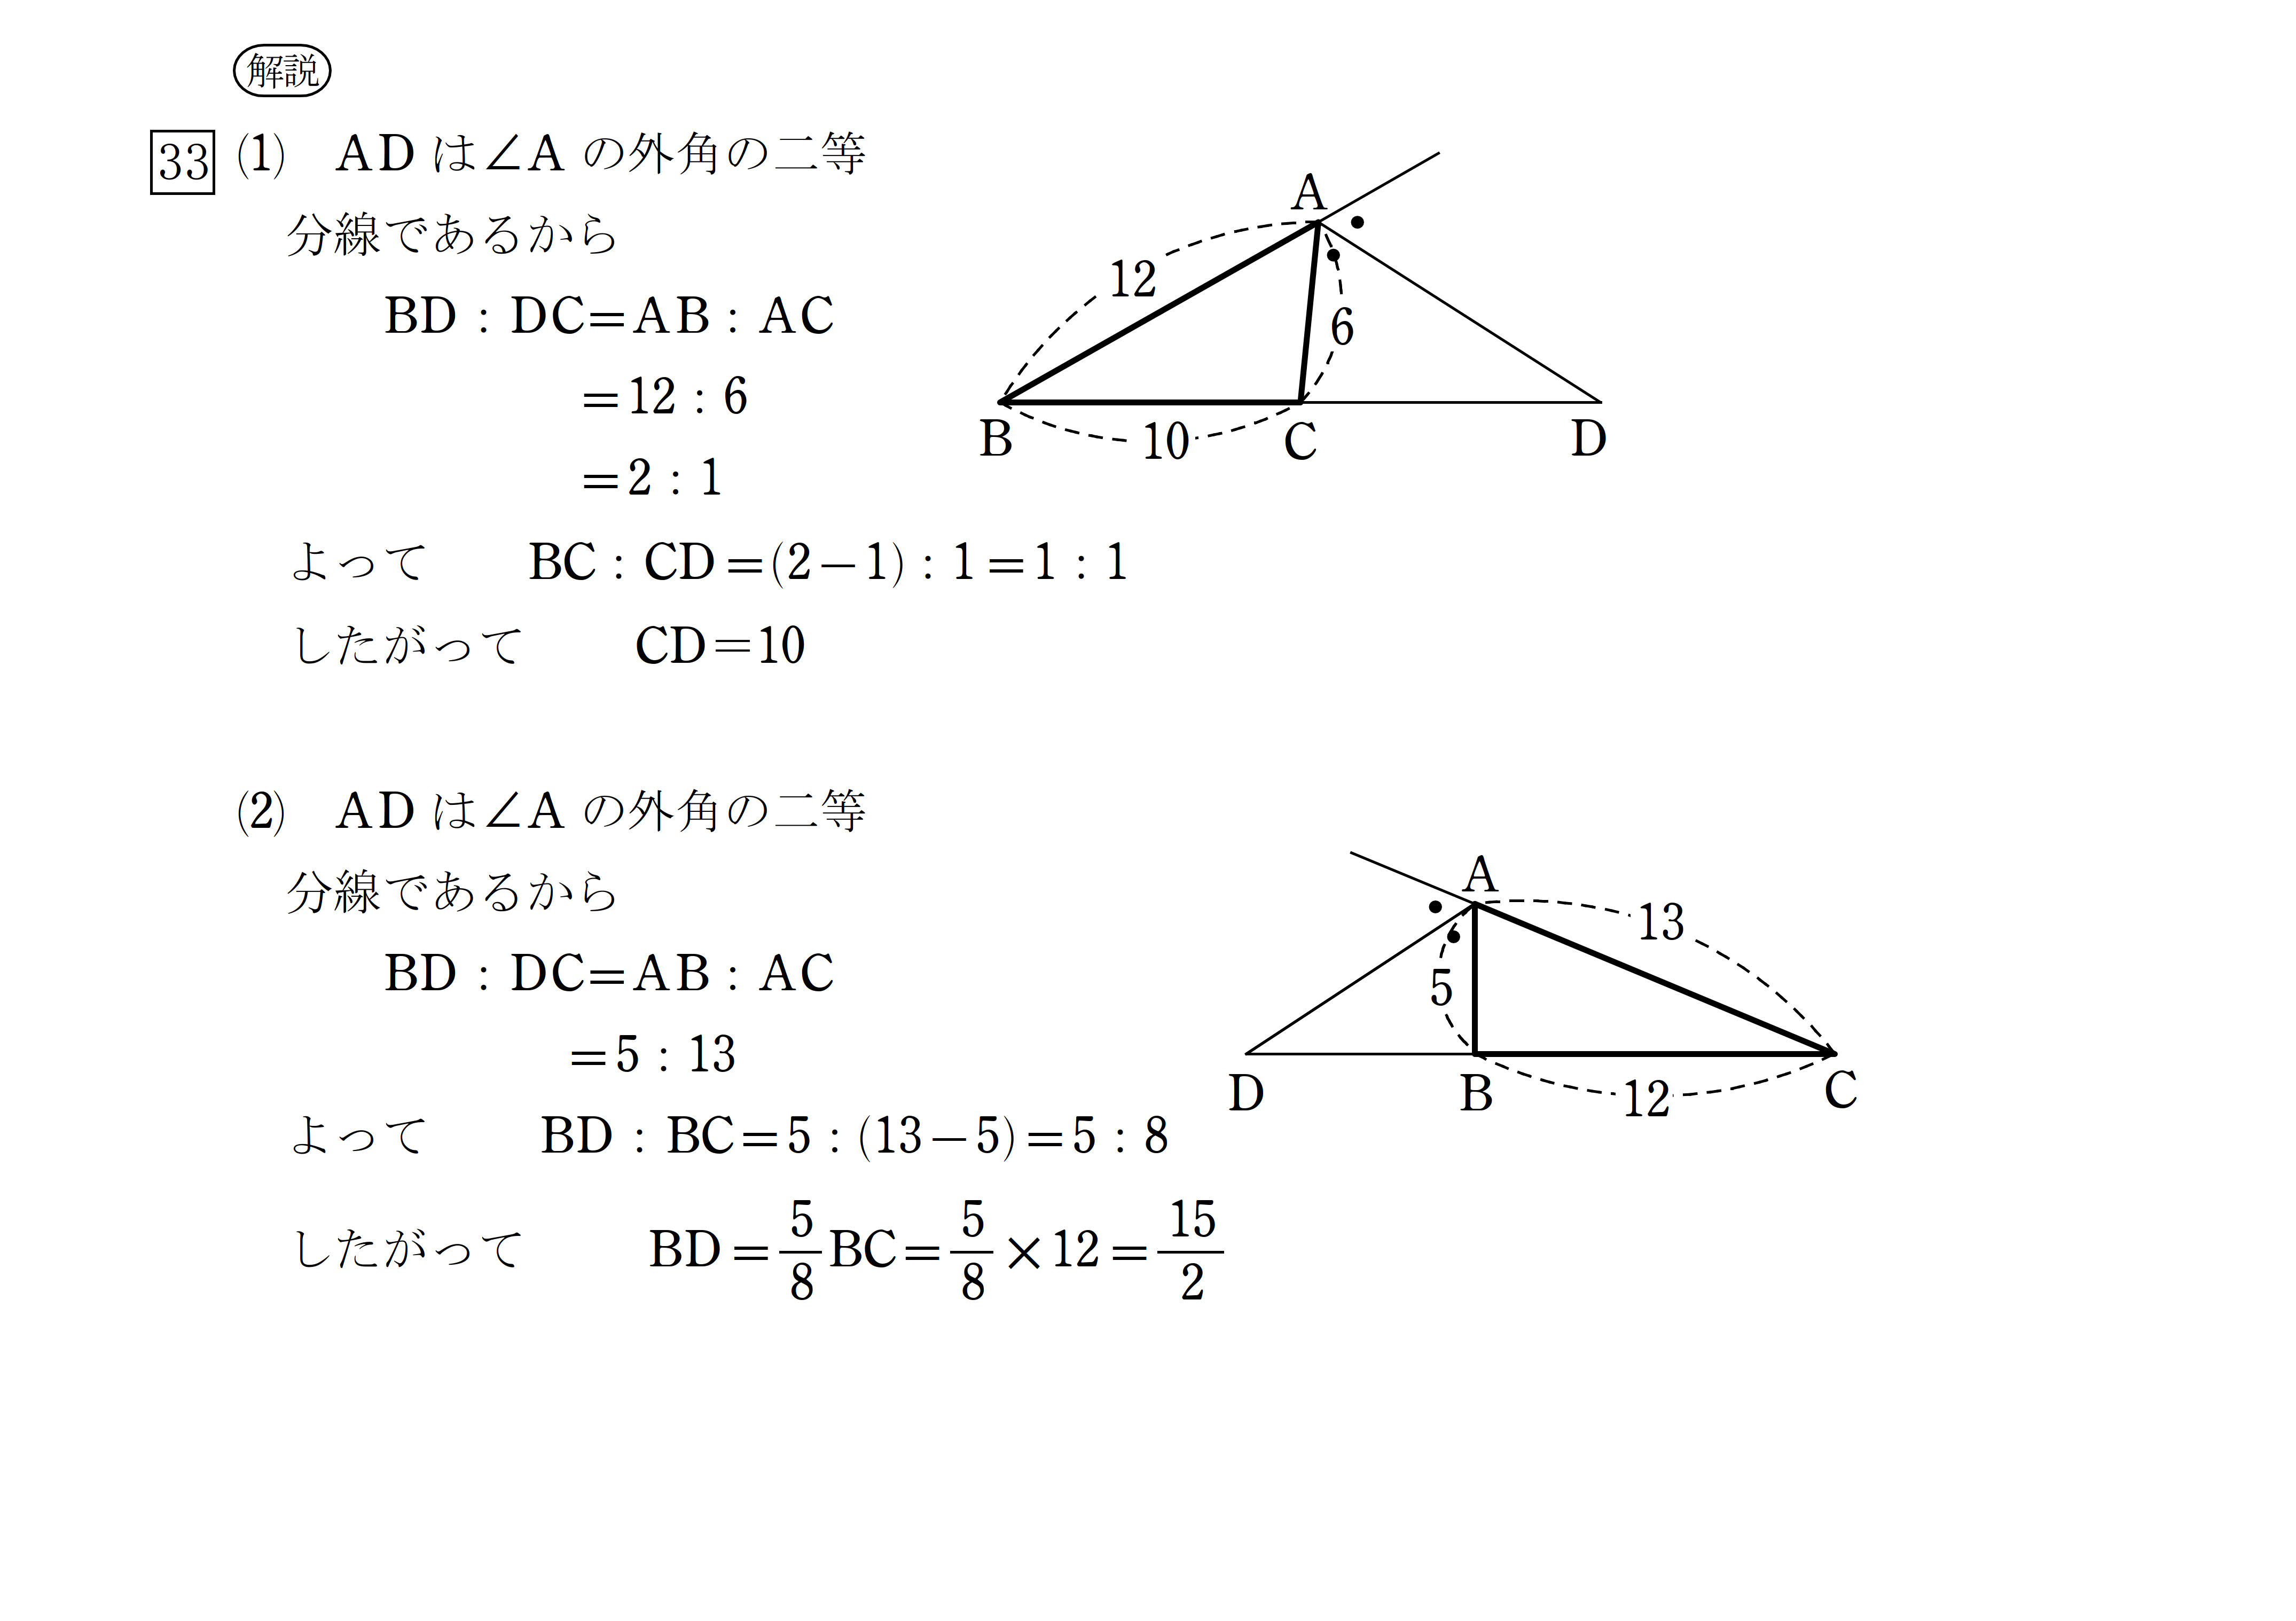 解説
33 (1) ADは∠Aの外角の二等
分線であるから
BD : DC=AB : AC
=12 : 6
=2 : 1
よって BC : CD=(2−1) : 1=1 : 1
したがって CD=10
A
12
6
B
10
C
D
(2) ADは∠Aの外角の二等
分線であるから
BD : DC=AB : AC
=5 : 13
よって BD : BC=5 : (13−5)=5 : 8
したがって BD=5/8BC=5/8×12=15/2
A
13
5
D
B
12
C